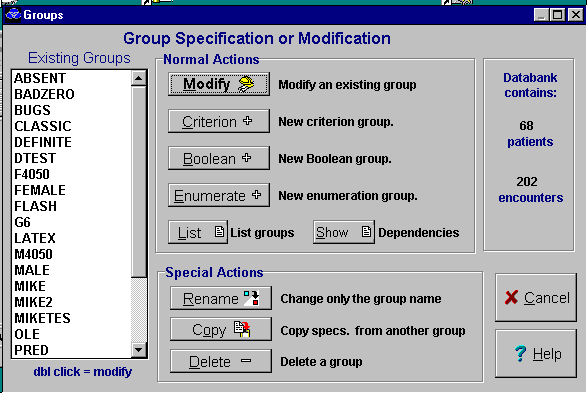 Groups
Group Specification or Modification
Existing Groups
ABSENT
BADZERO
BUGS
CLASSIC
DEFINITE
DTEST
F4050
FEMALE
FLASH
G6
LATEX
M4050
MALE
MIKE
MIKE2
MIKETES
OLE
PRED
dbl click = modify
Normal Actions
Modify Modify an existing group
Criterion New criterion group.
Boolean New Boolean group.
Enumerate New enumeration group.
List List groups Show Dependencies
Special Actions
Rename Change only the group name
Copy Copy specs. from another group
Delete Delete a group
Databank
contains:
68
patients
202
encounters
Cancel
Help